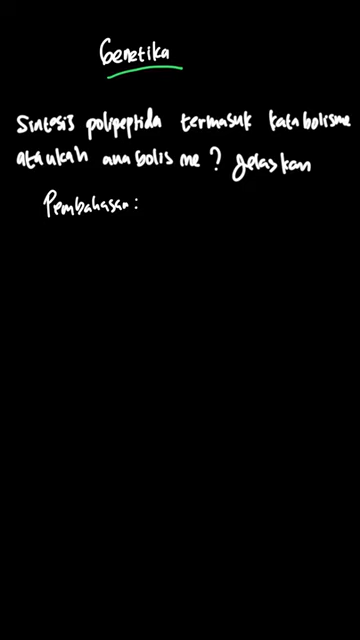 Genetika
Sintesis polipeptida termasuk katabolisme
ataukah anabolisme? Jelaskan
Pembahasan: